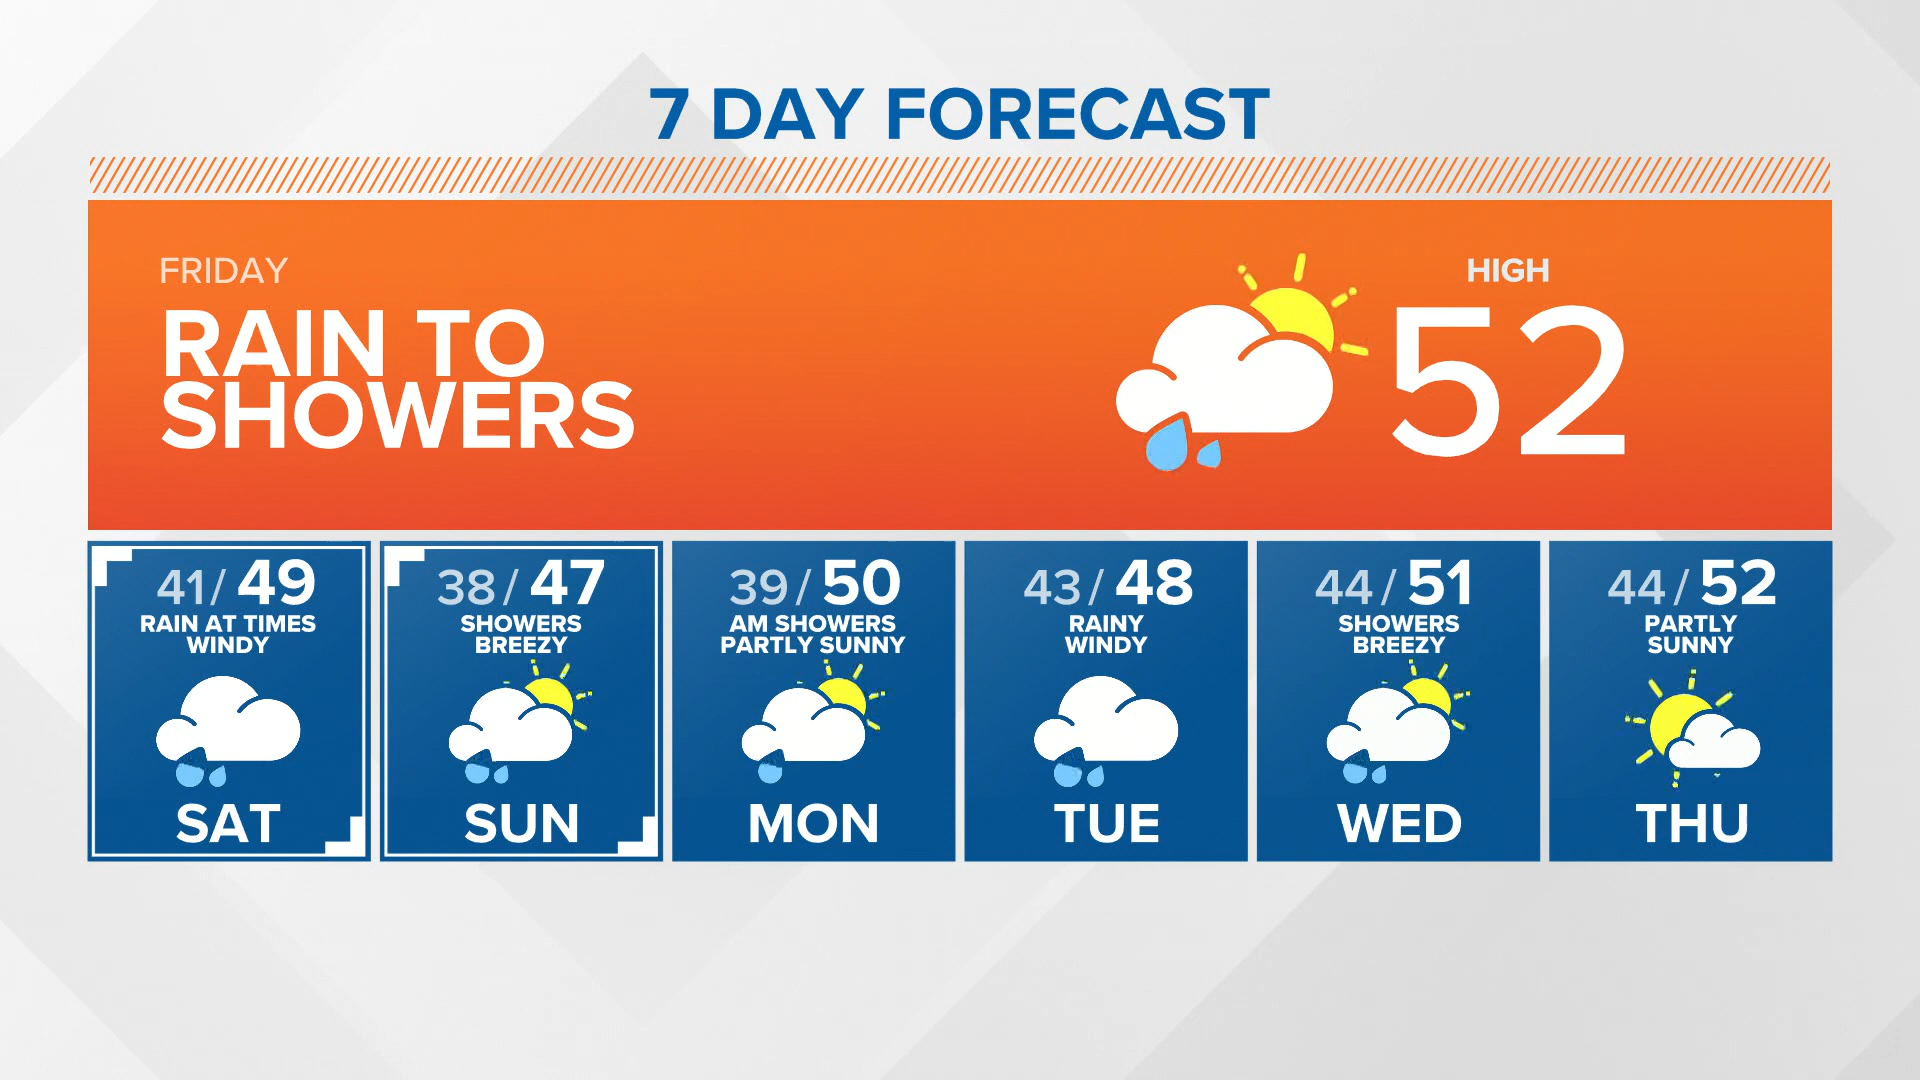 7 DAY FORECAST
FRIDAY
RAIN TO
SHOWERS
HIGH
52
41/ 49
RAIN AT TIMES
WINDY
SAT
38/ 47
SHOWERS
BREEZY
SUN
39/ 50
AM SHOWERS
PARTLY SUNNY
MON
43/ 48
RAINY
WINDY
TUE
44/ 51
SHOWERS
BREEZY
WED
44/ 52
PARTLY
SUNNY
THU